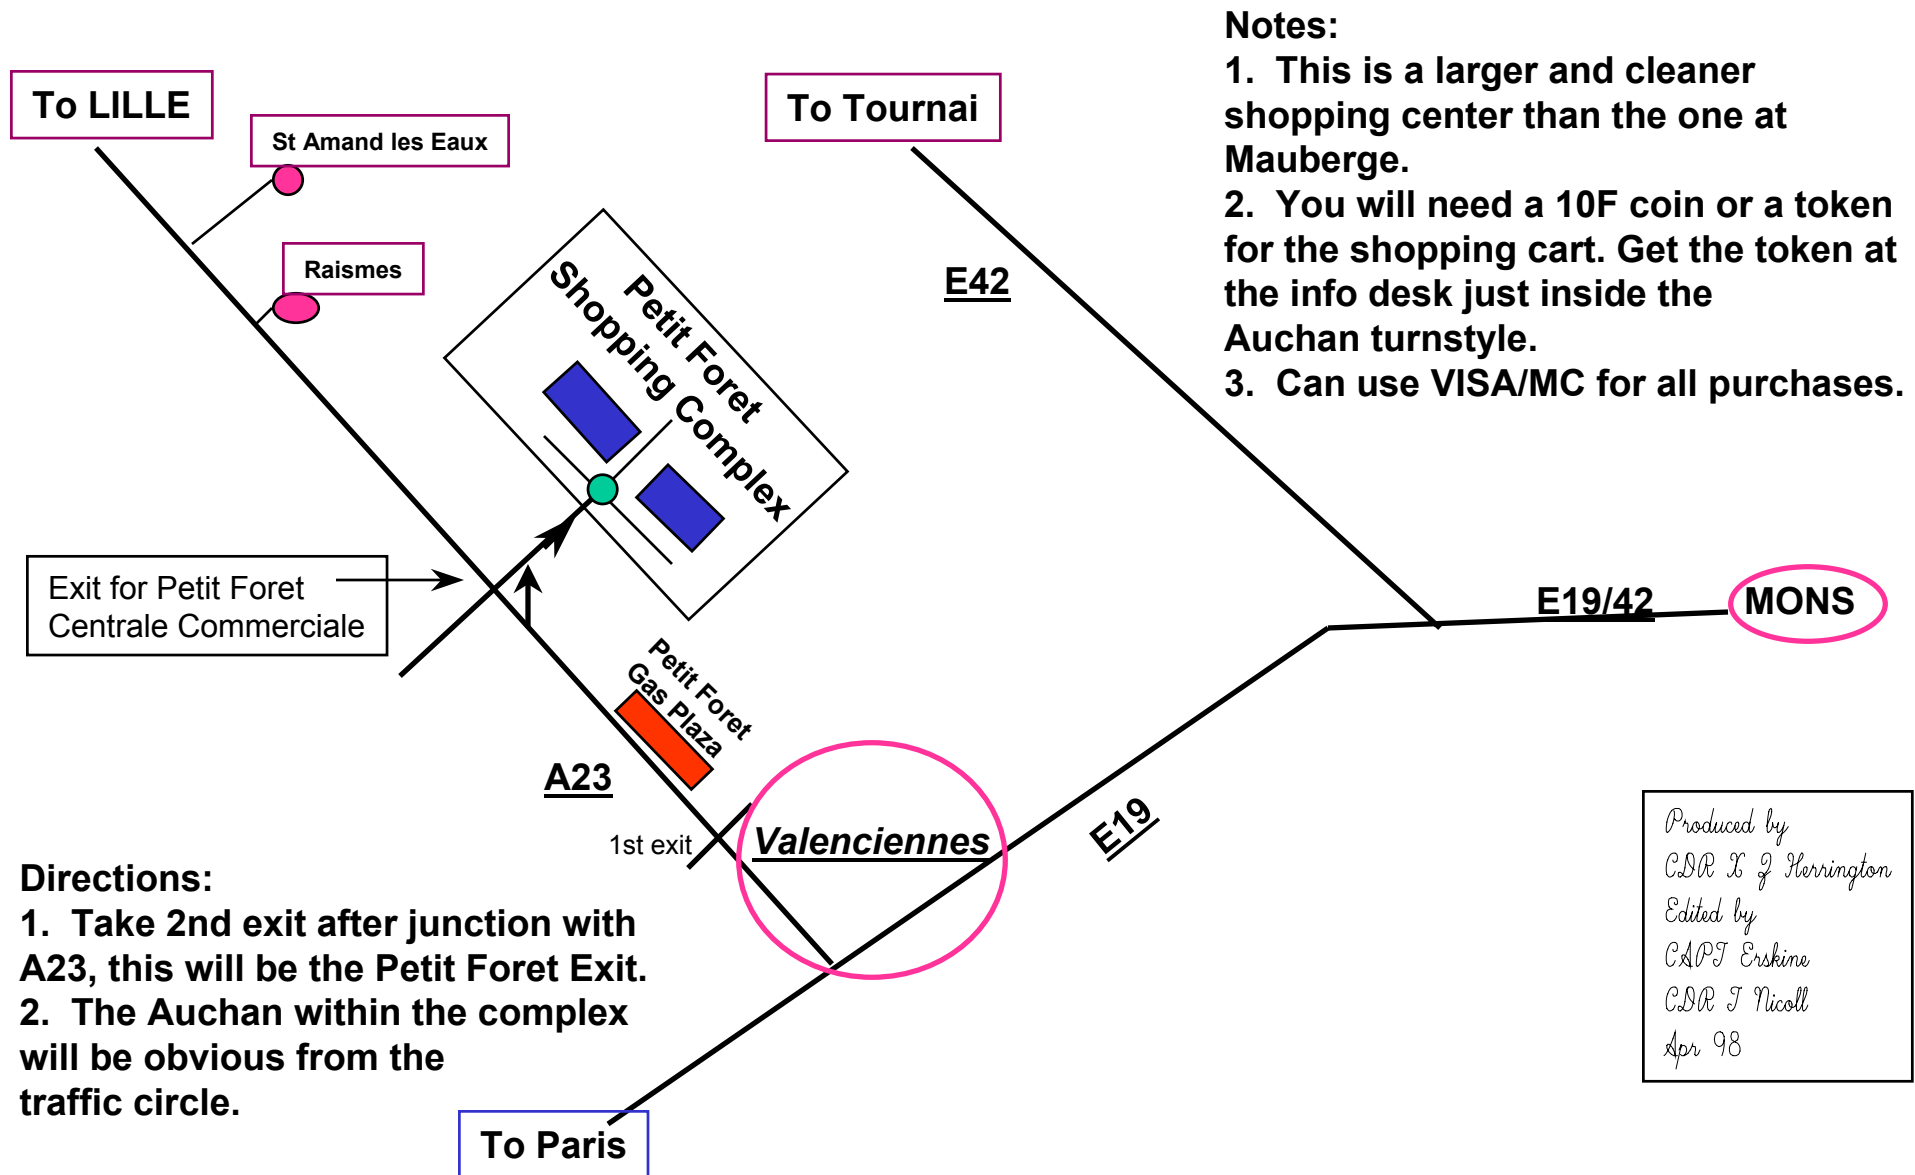 Notes:
1.  This is a larger and cleaner
shopping center than the one at
Mauberge.
2.  You will need a 10F coin or a token
for the shopping cart. Get the token at
the info desk just inside the
Auchan turnstyle.
3.  Can use VISA/MC for all purchases.
To LILLE
St Amand les Eaux
Raismes
To Tournai
E42
Petit Foret
Shopping Complex
Exit for Petit Foret
Centrale Commerciale
E19/42
MONS
Petit Foret
Gas Plaza
A23
1st exit
Valenciennes
E19
Directions:
1.  Take 2nd exit after junction with
A23, this will be the Petit Foret Exit.
2.  The Auchan within the complex
will be obvious from the
traffic circle.
To Paris
Produced by
CDR X Z Herrington
Edited by
CAPT Erskine
CDR T Nicoll
Apr 98